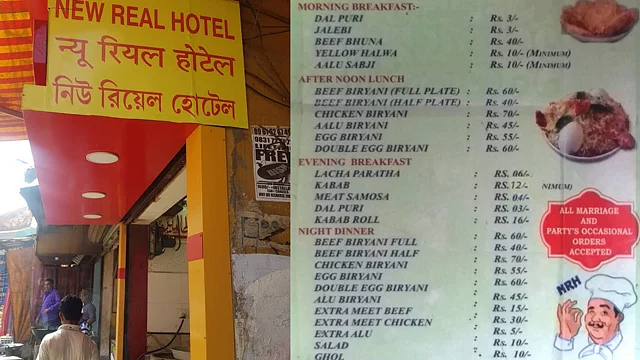 NEW REAL HOTEL
न्यू रियल होटेल
নিউ রিয়েল হোটেল
MORNING BREAKFAST:-
DAL PURI : Rs. 3/-
JALEBI : Rs. 3/-
BEEF BHUNA : Rs. 40/-
YELLOW HALWA : Rs. 10/- (MINIMUM)
AALU SABJI : Rs. 10/- (MINIMUM)
AFTER NOON LUNCH
BEEF BIRYANI (FULL PLATE) : Rs. 60/-
BEEF BIRYANI (HALF PLATE) : Rs. 40/-
CHICKEN BIRYANI : Rs. 70/-
AALU BIRYANI : Rs. 45/-
EGG BIRYANI : Rs. 55/-
DOUBLE EGG BIRYANI : Rs. 60/-
EVENING BREAKFAST
LACHA PARATHA : RS. 06/-
KABAB : RS. 12/- NIMUM)
MEAT SAMOSA : RS. 04/-
DAL PURI : RS. 03/-
KABAB ROLL : RS. 16/-
NIGHT DINNER
BEEF BIRYANI FULL : Rs. 60/-
BEEF BIRYANI HALF : Rs. 40/-
CHICKEN BIRYANI : Rs. 70/-
EGG BIRYANI : Rs. 55/-
DOUBLE EGG BIRYANI : Rs. 60/-
ALU BIRYANI : Rs. 45/-
EXTRA MEET BEEF : Rs. 15/-
EXTRA MEET CHICKEN : Rs. 30/-
EXTRA ALU : Rs. 5/-
SALAD : Rs. 10/-
GHOL : Rs. 10/-
ALL MARRIAGE
AND
PARTY'S OCCASIONAL
ORDERS
ACCEPTED
MRH